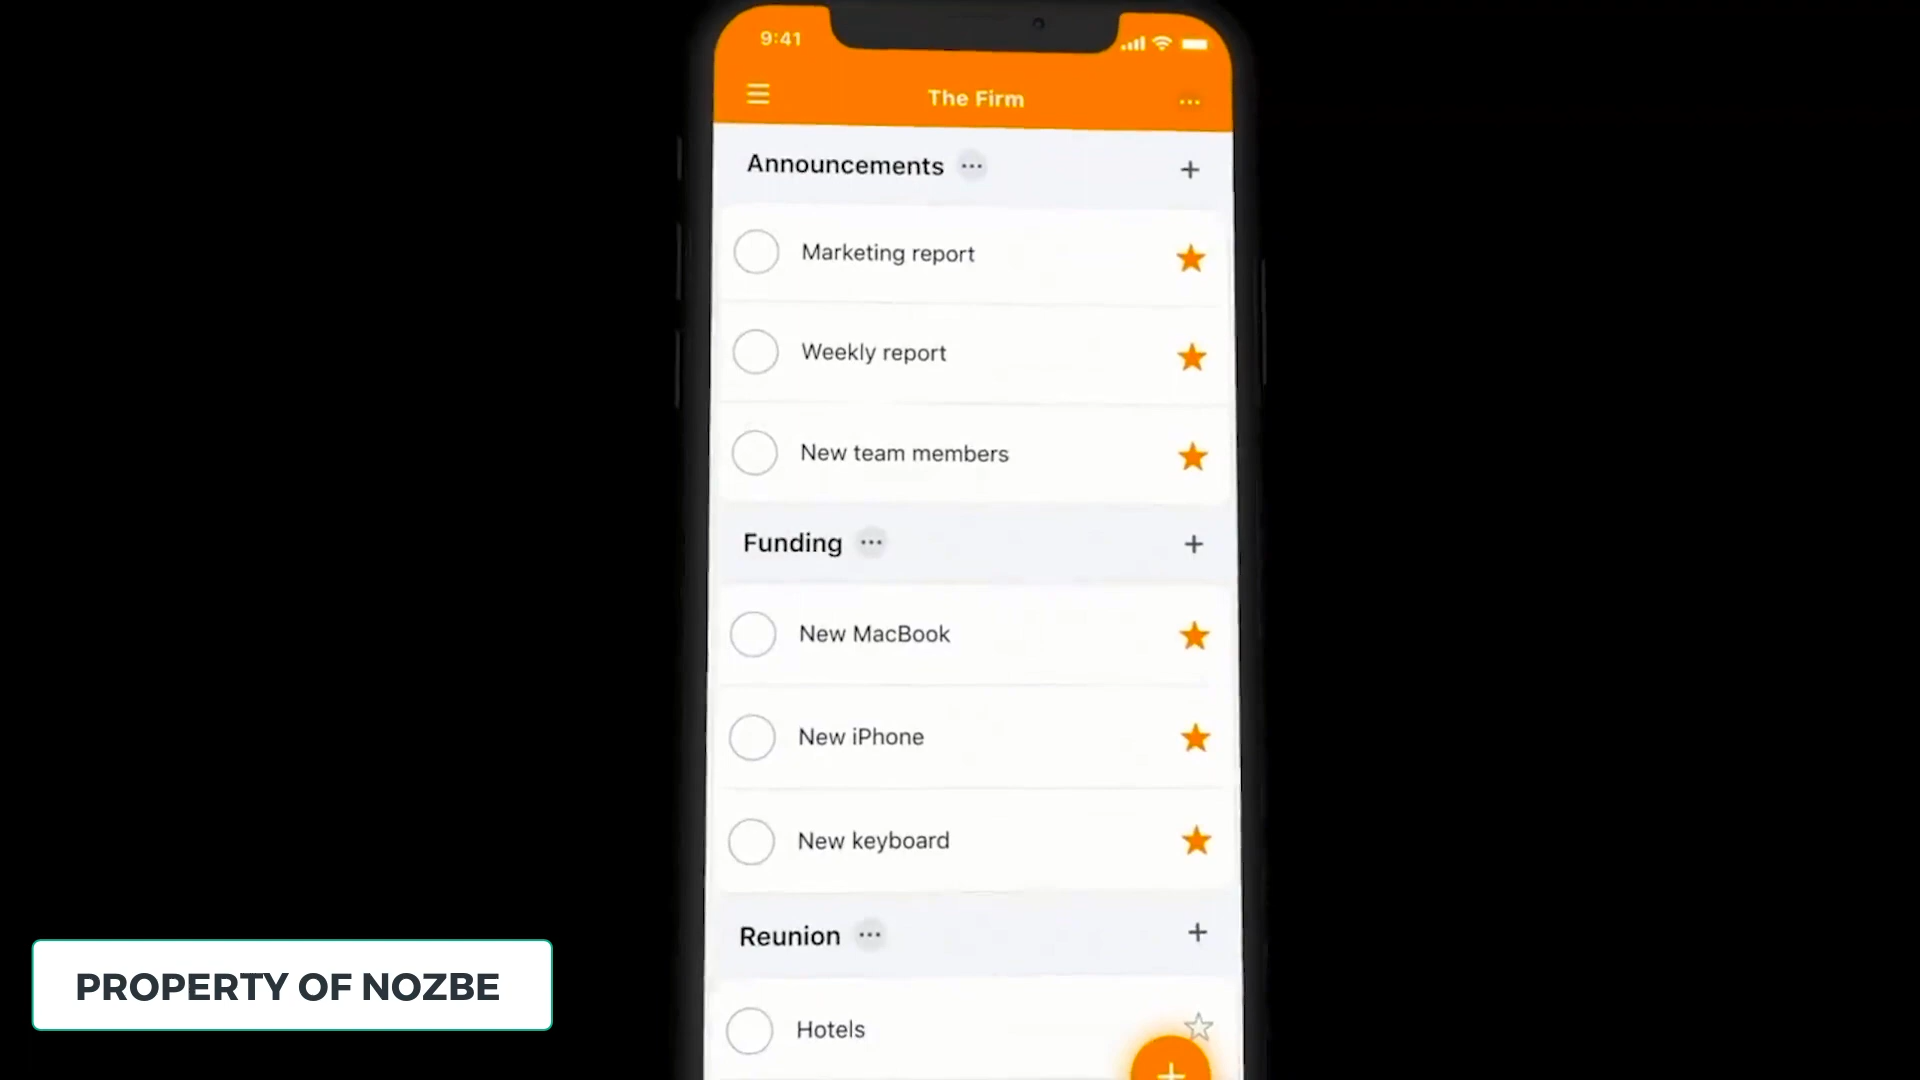 9:41
The Firm
Announcements
Marketing report
Weekly report
New team members
Funding
New MacBook
New iPhone
New keyboard
Reunion
Hotels
PROPERTY OF NOZBE